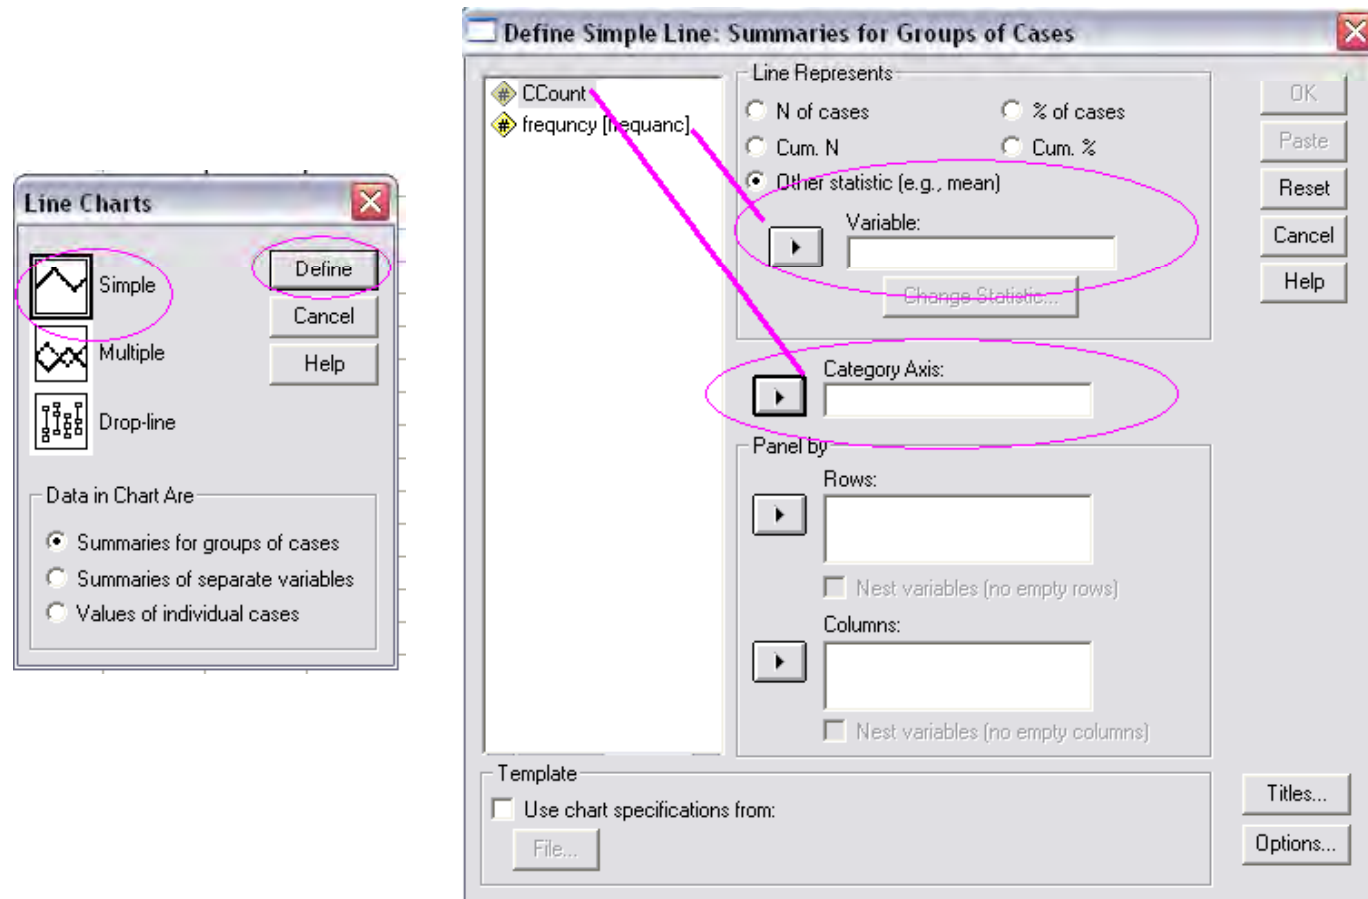 Line Charts
Simple
Define
Cancel
Multiple
Help
Drop-line
Data in Chart Are
Summaries for groups of cases
Summaries of separate variables
Values of individual cases
Define Simple Line: Summaries for Groups of Cases
CCount
frequncy [frequanc]
Line Represents
N of cases
% of cases
Cum. N
Cum. %
Other statistic (e.g., mean)
Variable:
Change Statistic...
Category Axis:
Panel by
Rows:
Nest variables (no empty rows)
Columns:
Nest variables (no empty columns)
Template
Use chart specifications from:
File...
OK
Paste
Reset
Cancel
Help
Titles...
Options...